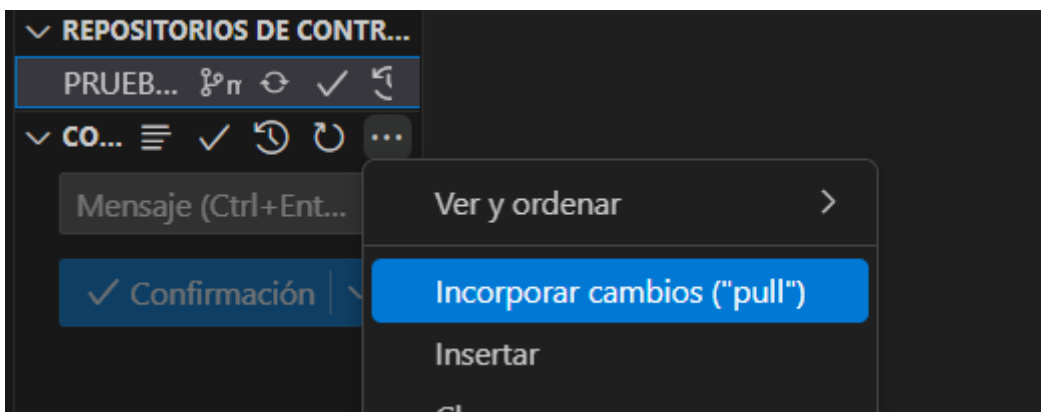 REPOSITORIOS DE CONTR...
PRUEB...
CO...
Mensaje (Ctrl+Ent...
Ver y ordenar
Confirmación
Incorporar cambios ("pull")
Insertar